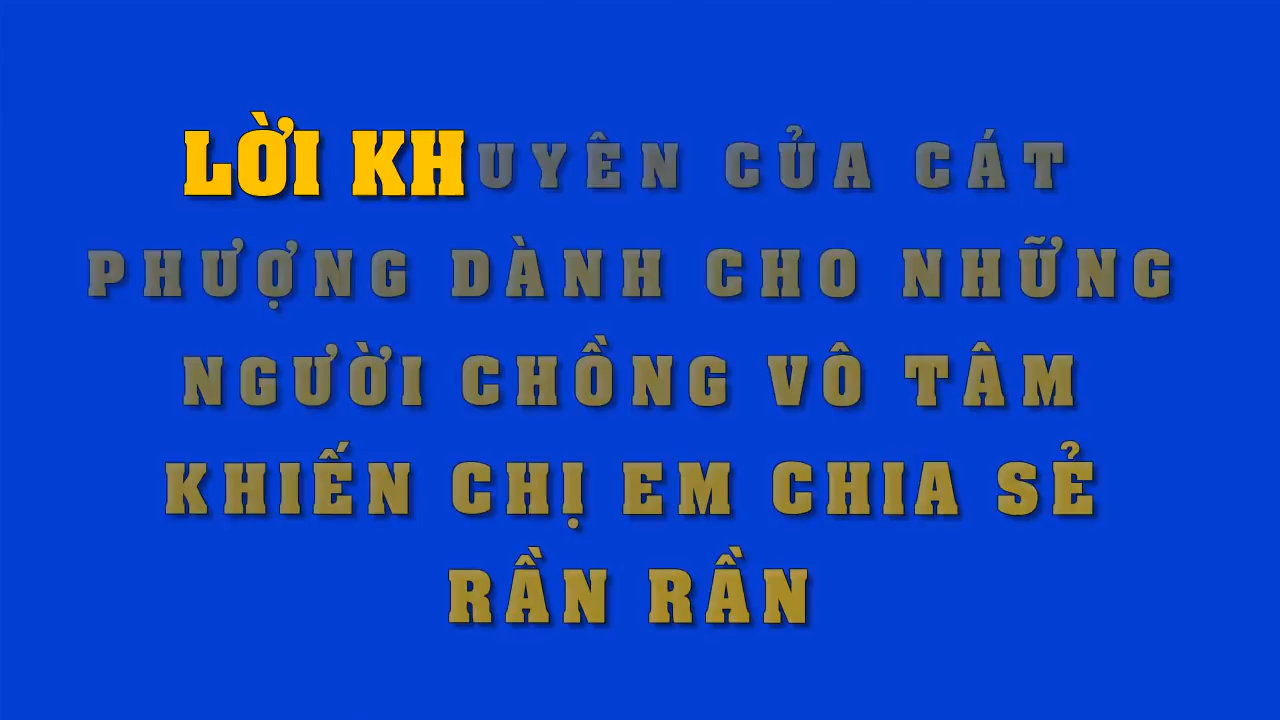 LỜI KHUYÊN CỦA CÁT
PHƯỢNG DÀNH CHO NHỮNG
NGƯỜI CHỒNG VÔ TÂM
KHIẾN CHỊ EM CHIA SẺ
RẦN RẦN